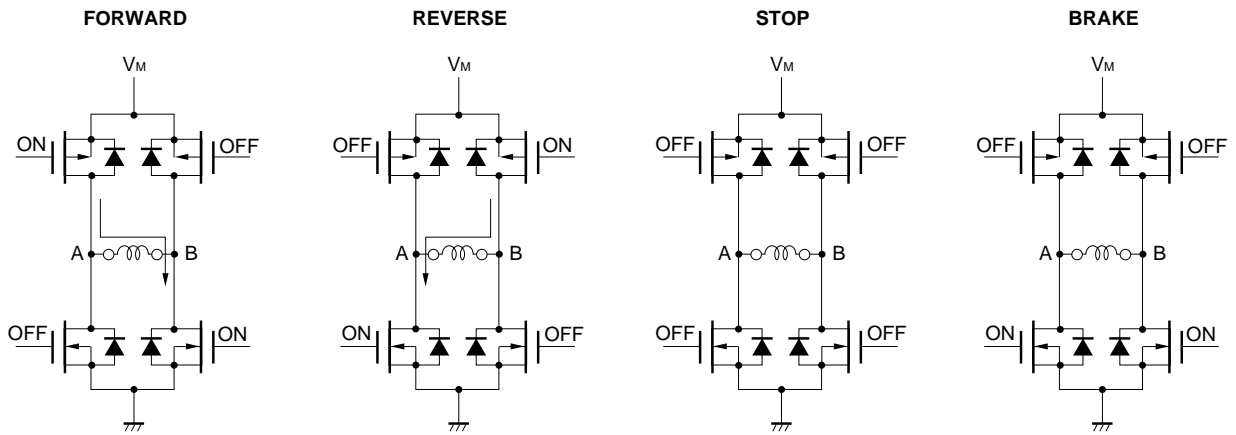 FORWARD REVERSE STOP BRAKE
VM VM VM VM
ON OFF OFF ON OFF OFF OFF OFF
A B A B A B A B
OFF ON ON OFF OFF OFF ON ON